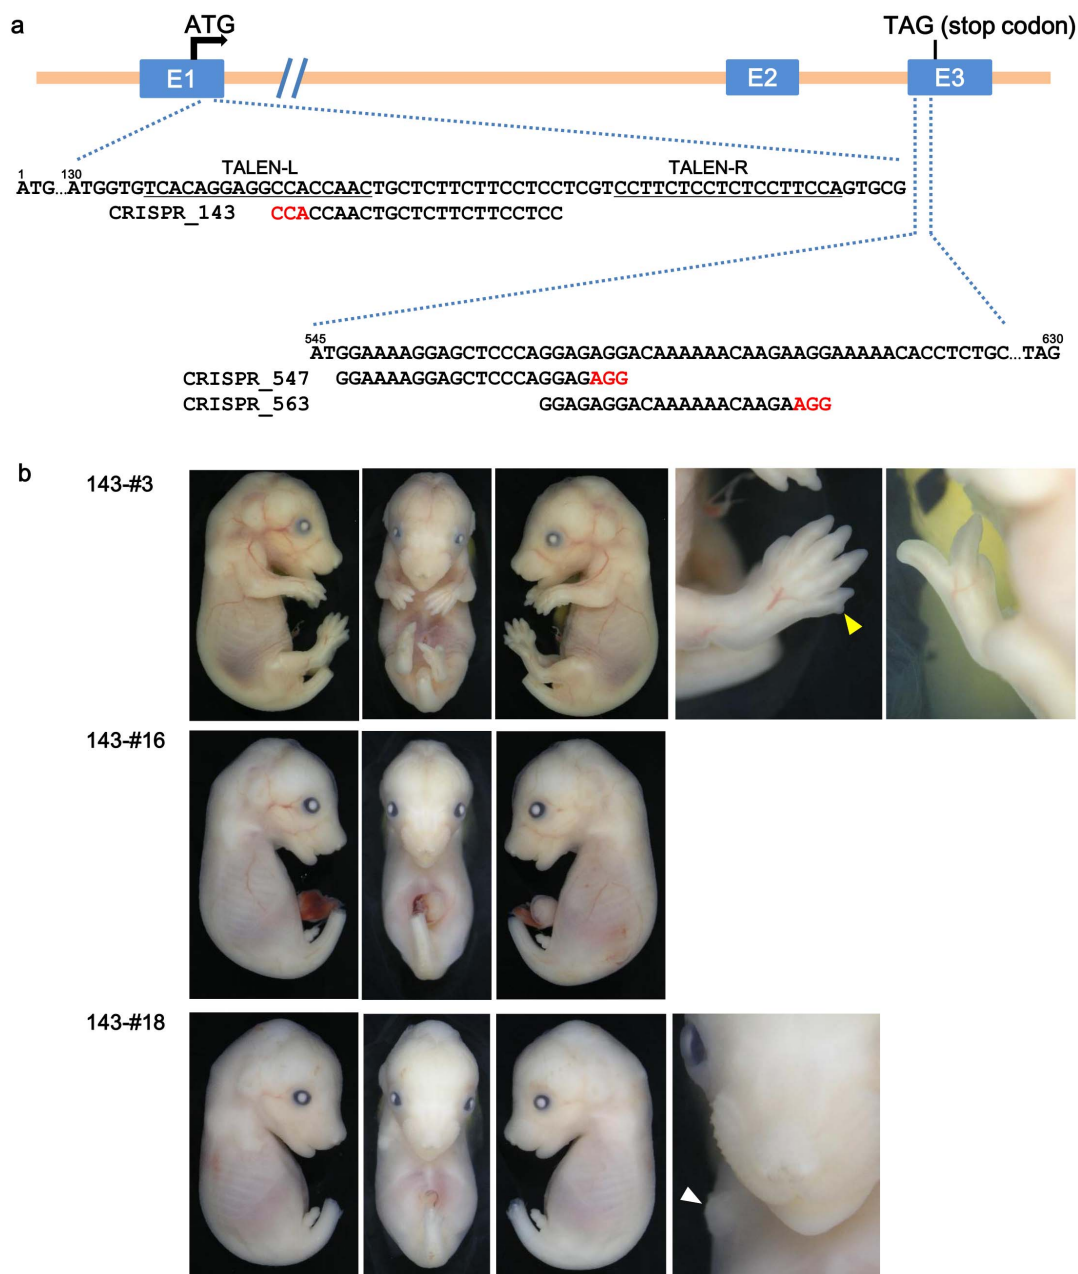 a
ATG
TAG (stop codon)
E1
E2
E3
1
130
TALEN-L
TALEN-R
ATG...ATGGTGTCACAGGAGGCCACCAACTGCTCTTCTTCCTCCTCGTCCTTCTCCTCTCCTTCCAGTGCG
CRISPR_143 CCACCAACTGCTCTTCTTCCTCC
545
630
ATGGAAAAGGAGCTCCCAGGAGAGGACAAAAAACAAGAAGGAAAAACACCTCTGC...TAG
CRISPR_547 GGAAAAGGAGCTCCCAGGAGAGG
CRISPR_563 GGAGAGGACAAAAAACAAGAAGG
b
143-#3
143-#16
143-#18